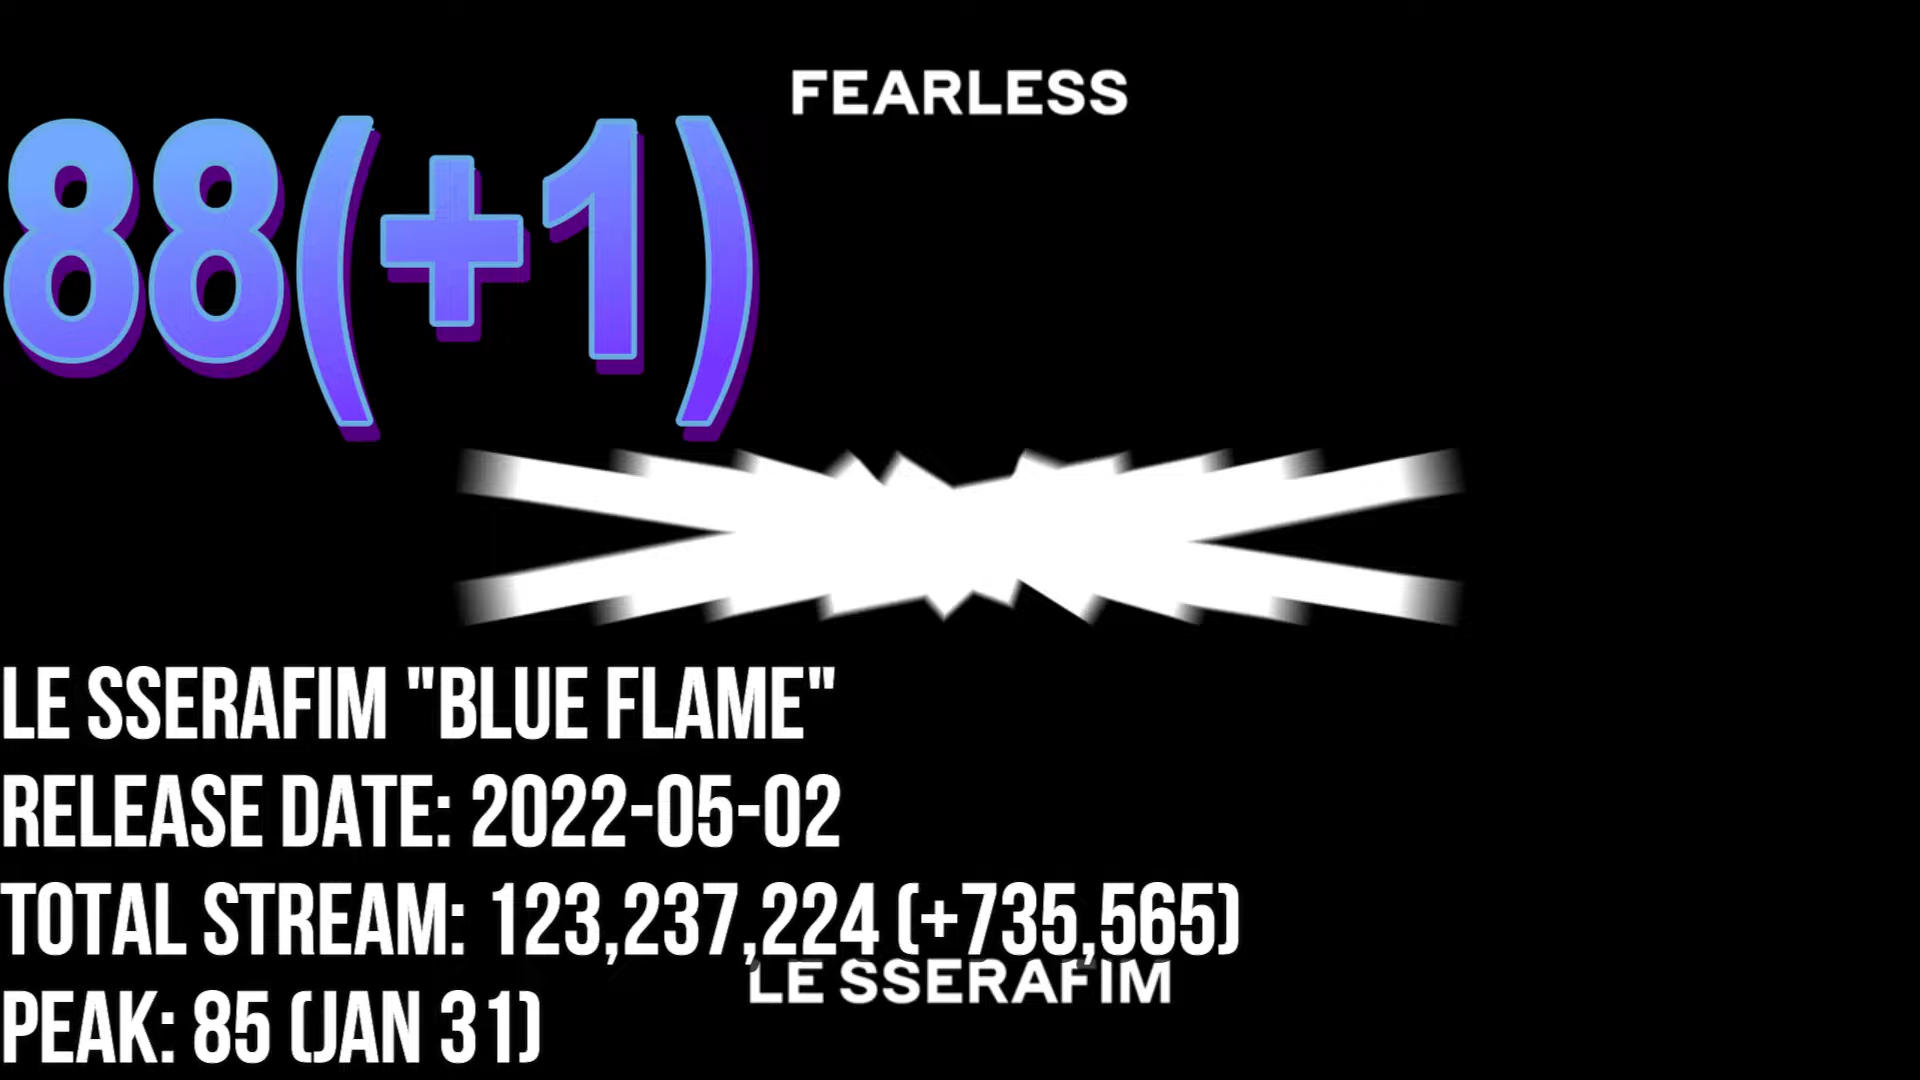 FEARLESS
88(+1)
LE SSERAFIM "BLUE FLAME"
RELEASE DATE: 2022-05-02
TOTAL STREAM: 123,237,224 (+735,565)
LE SSERAFIM
PEAK: 85 (JAN 31)